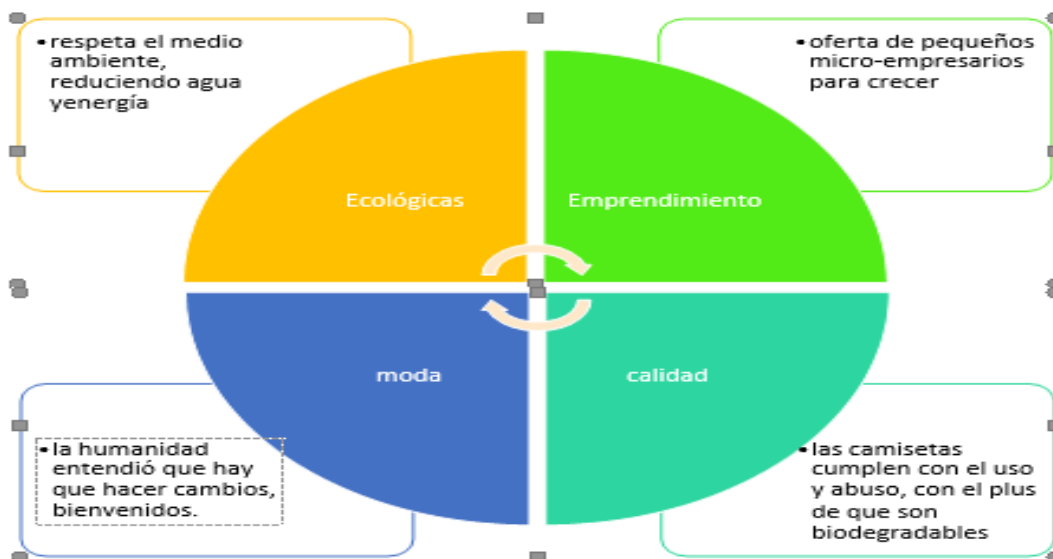 • respeta el medio
ambiente,
reduciendo agua
yenergía
• oferta de pequeños
micro-empresarios
para crecer
Ecológicas
Emprendimiento
moda
calidad
• la humanidad
entendió que hay
que hacer cambios,
bienvenidos.
• las camisetas
cumplen con el uso
y abuso, con el plus
de que son
biodegradables